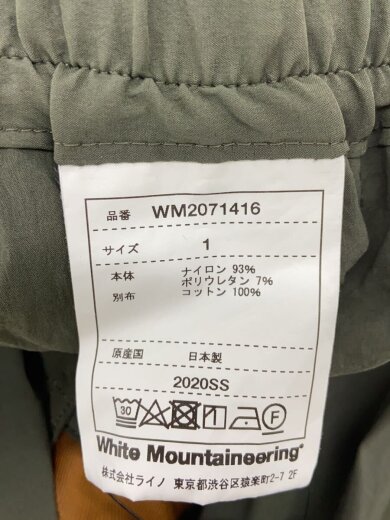 品番 WM2071416
サイズ 1
本体 ナイロン 93%
ポリウレタン 7%
別布 コットン 100%
原産国 日本製
2020SS
30 F
White Mountaineering®
株式会社ライノ 東京都渋谷区猿楽町2-7 2F